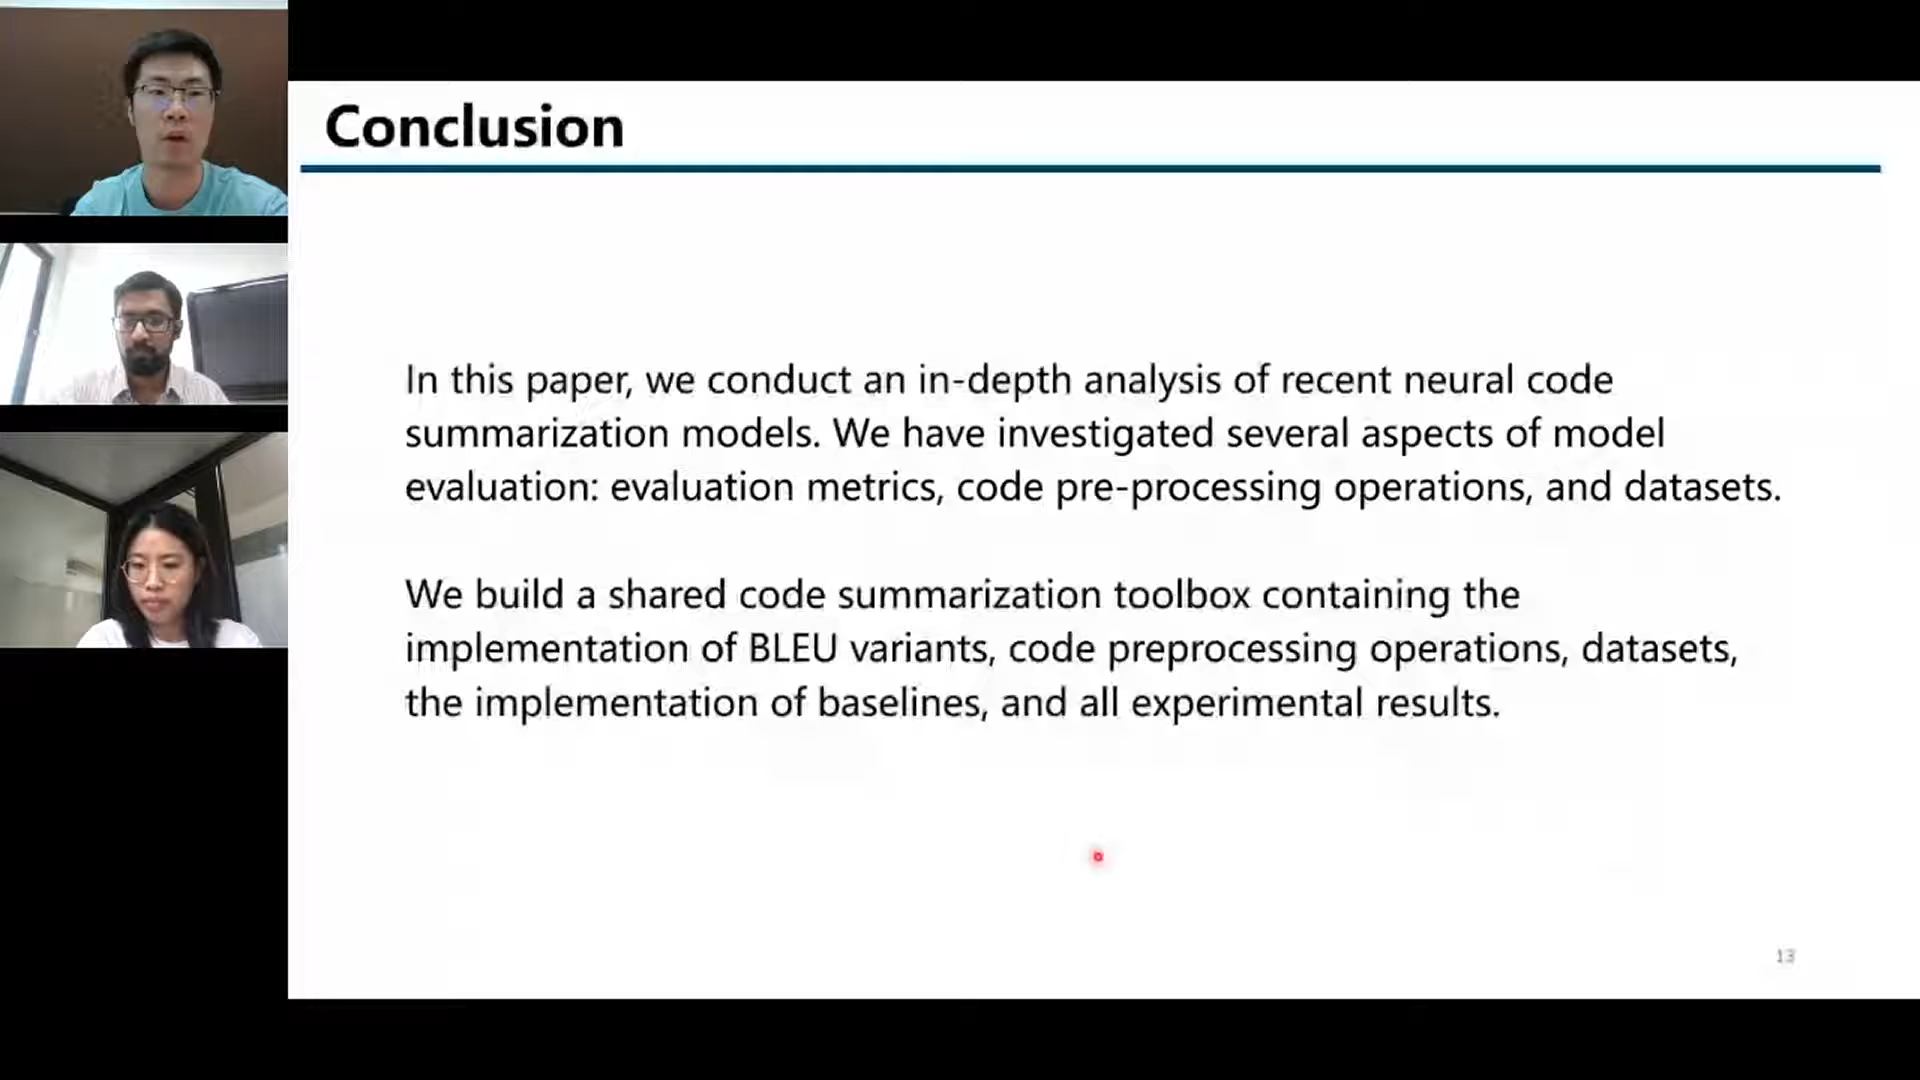 Conclusion
In this paper, we conduct an in-depth analysis of recent neural code
summarization models. We have investigated several aspects of model
evaluation: evaluation metrics, code pre-processing operations, and datasets.
We build a shared code summarization toolbox containing the
implementation of BLEU variants, code preprocessing operations, datasets,
the implementation of baselines, and all experimental results.
13